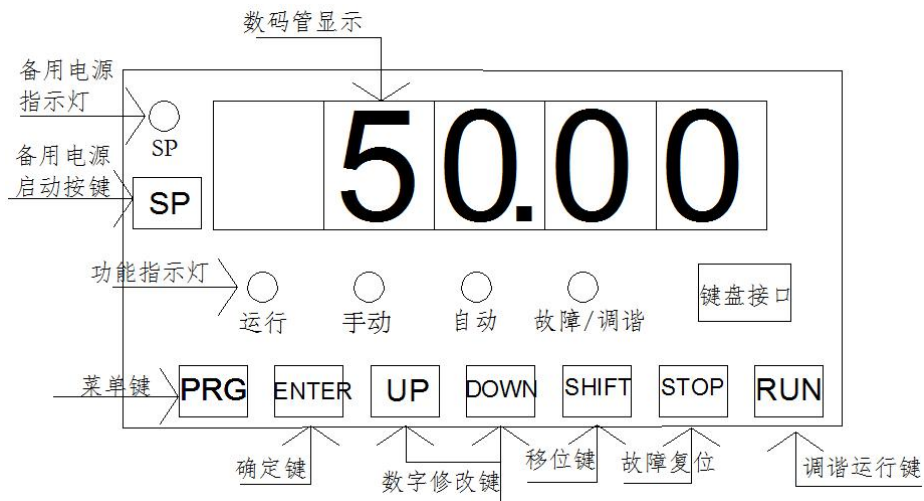 数码管显示
备用电源
指示灯
SP
50.00
备用电源
启动按键
SP
功能指示灯
运行
手动
自动
故障/调谐
键盘接口
菜单键
PRG
ENTER
UP
DOWN
SHIFT
STOP
RUN
确定键
数字修改键
移位键
故障复位
调谐运行键